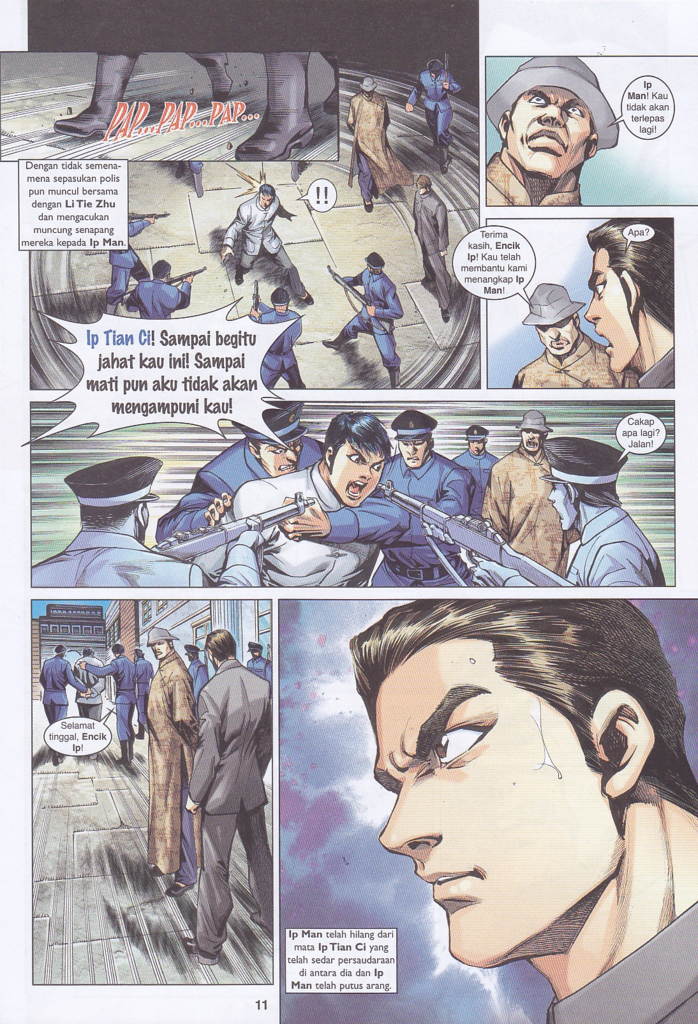 PAP...PAP...PAP...
Dengan tidak semena-
mena sepasukan polis
pun muncul bersama
dengan Li Tie Zhu
dan mengacukan
muncung senapang
mereka kepada Ip Man.
!!
Ip
Man! Kau
tidak akan
terlepas
lagi!
Terima
kasih, Encik
Ip! Kau telah
membantu kami
menangkap Ip
Man!
Apa?
Ip Tian Ci! Sampai begitu
jahat kau ini! Sampai
mati pun aku tidak akan
mengampuni kau!
Cakap
apa lagi?
Jalan!
Selamat
tinggal, Encik
Ip!
Ip Man telah hilang dari
mata Ip Tian Ci yang
telah sedar persaudaraan
di antara dia dan Ip
Man telah putus arang.
11